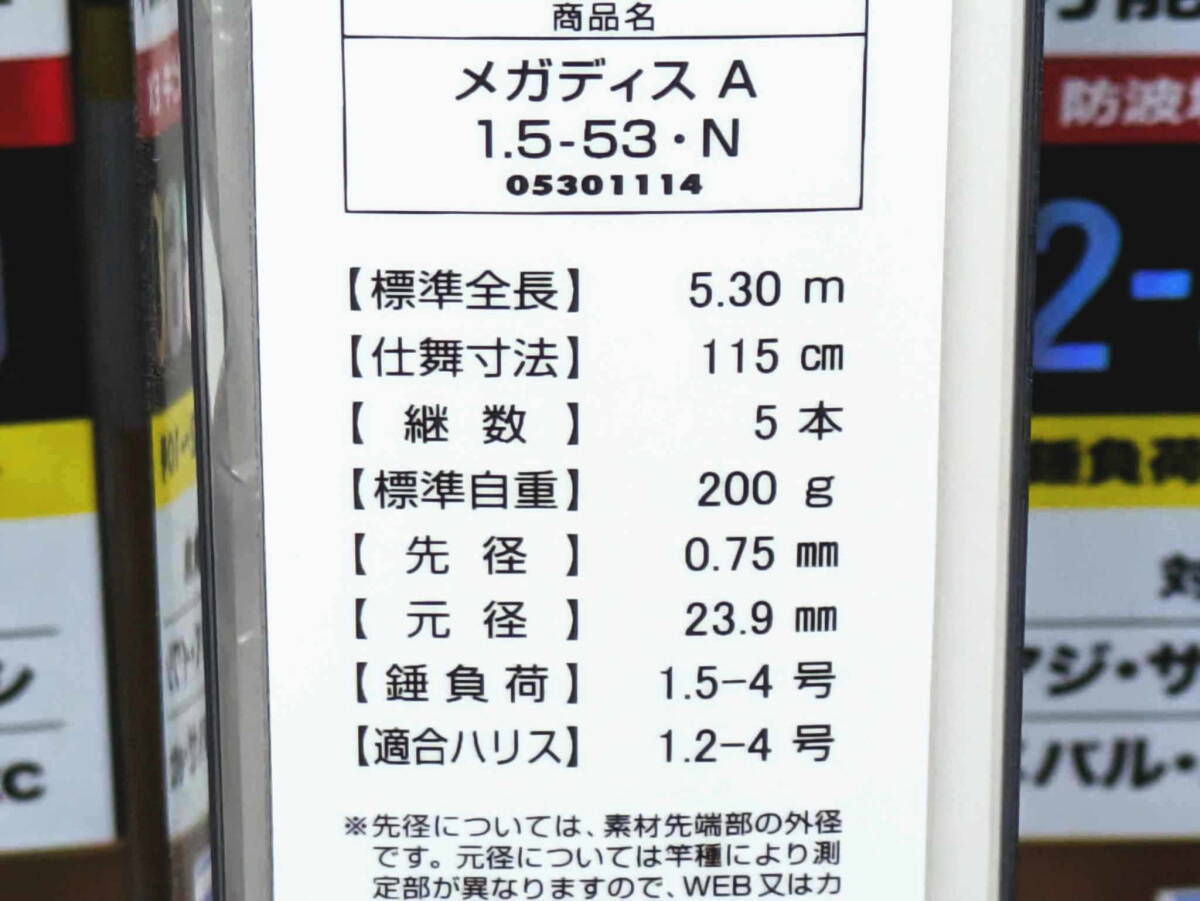 商品名
メガディス A
1.5-53・N
05301114
【標準全長】 5.30 m
【仕舞寸法】 115 cm
【 継 数 】 5 本
【標準自重】 200 g
【 先 径 】 0.75 mm
【 元 径 】 23.9 mm
【 錘負荷 】 1.5-4 号
【適合ハリス】 1.2-4 号
※先径については、素材先端部の外径
です。元径については竿種により測
定部が異なりますので、WEB又はカ
防波
2-
錘負荷
対
アジ・サ
バル・